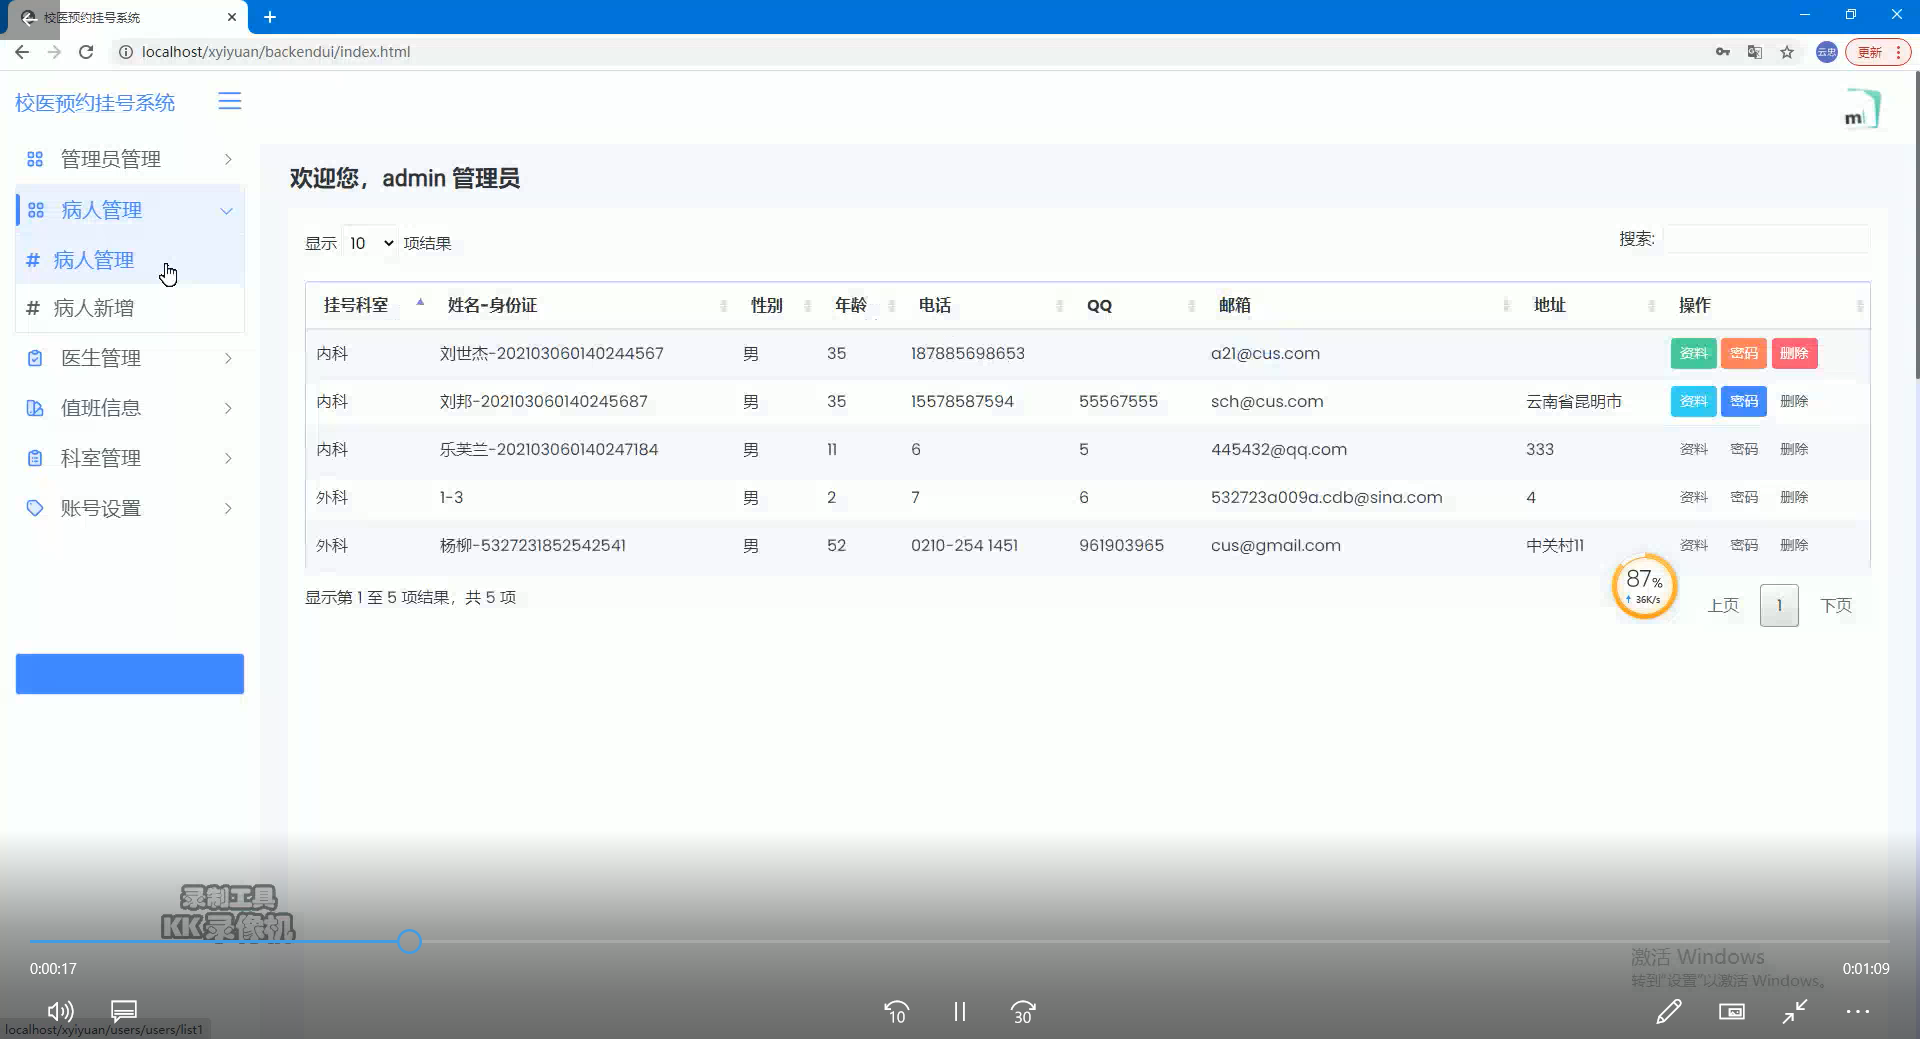 校医预约挂号系统
localhost/xyiyuan/backendui/index.html
云忠
更新
校医预约挂号系统
m
管理员管理
病人管理
# 病人管理
# 病人新增
医生管理
值班信息
科室管理
账号设置
欢迎您，admin 管理员
显示 10 项结果
搜索:
挂号科室 姓名-身份证 性别 年龄 电话 QQ 邮箱 地址 操作
内科 刘世杰-202103060140244567 男 35 187885698653 a21@cus.com 资料 密码 删除
内科 刘邦-202103060140245687 男 35 15578587594 55567555 sch@cus.com 云南省昆明市 资料 密码 删除
内科 乐芙兰-202103060140247184 男 11 6 5 445432@qq.com 333 资料 密码 删除
外科 1-3 男 2 7 6 532723a009a.cdb@sina.com 4 资料 密码 删除
外科 杨柳-5327231852542541 男 52 0210-254 1451 961903965 cus@gmail.com 中关村11 资料 密码 删除
显示第 1 至 5 项结果，共 5 项
87%
36K/s
上页 1 下页
录制工具
KK录像机
0:00:17
0:01:09
激活 Windows
转到"设置"以激活 Windows。
10
30
localhost/xyiyuan/users/users/list1